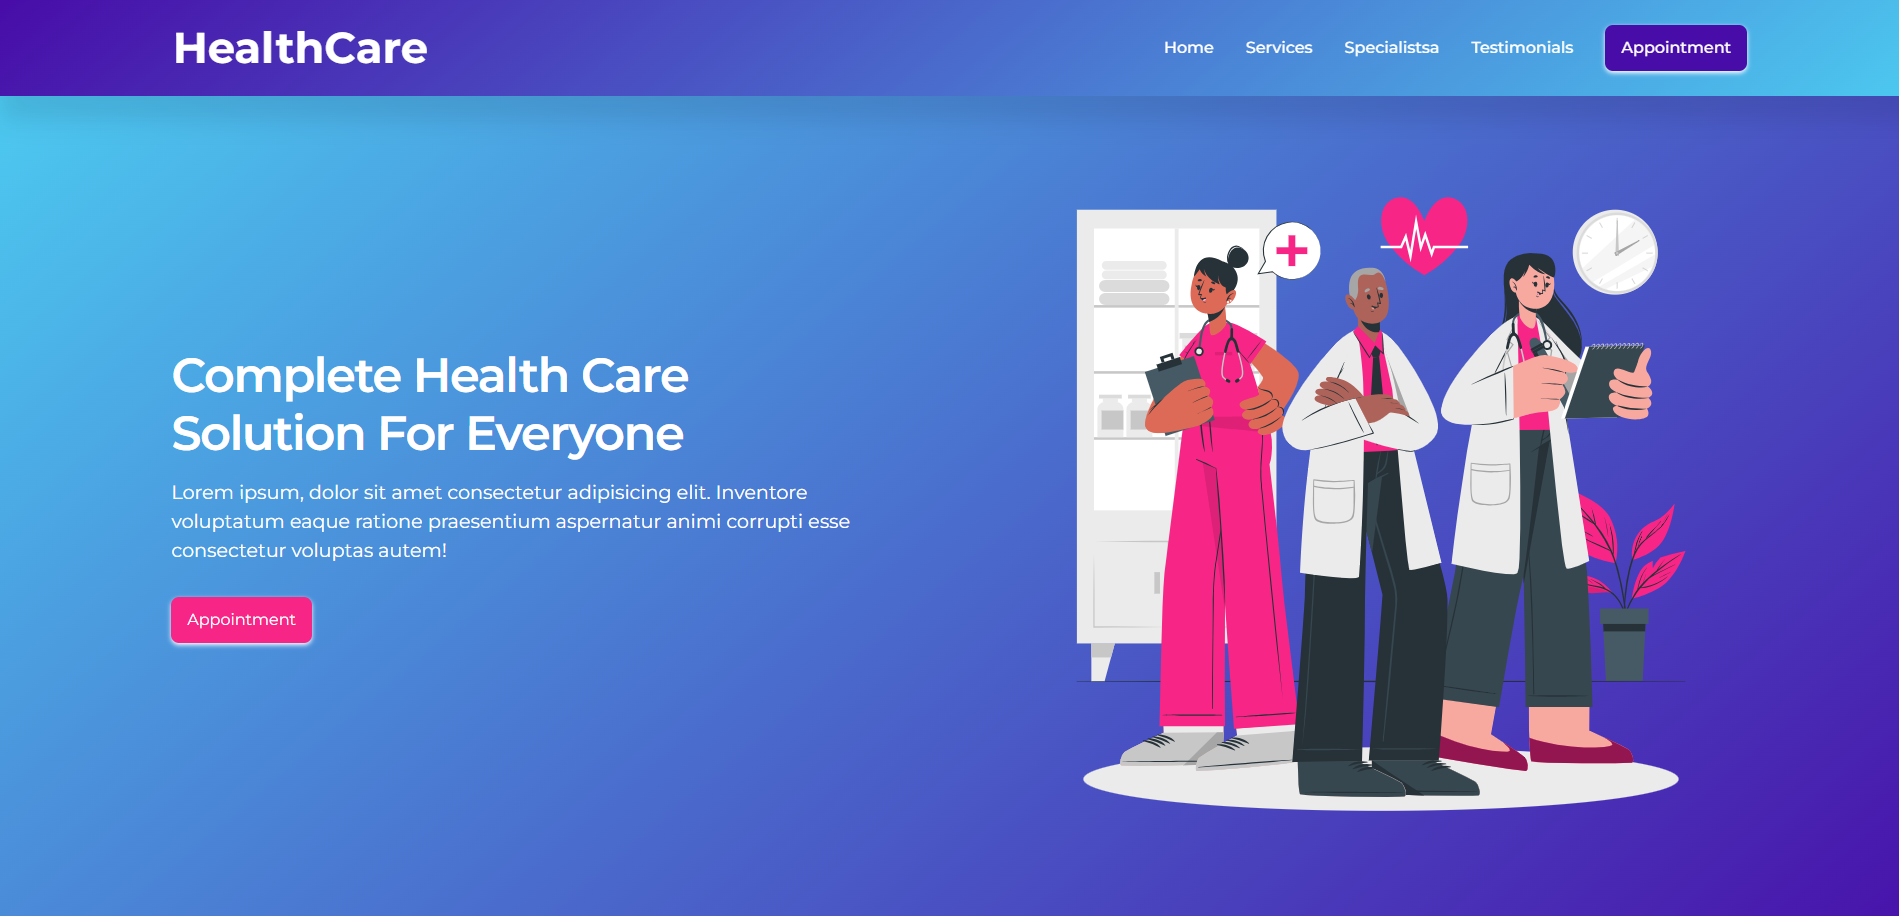 HealthCare
Home
Services
Specialistsa
Testimonials
Appointment
Complete Health Care
Solution For Everyone
Lorem ipsum, dolor sit amet consectetur adipisicing elit. Inventore
voluptatum eaque ratione praesentium aspernatur animi corrupti esse
consectetur voluptas autem!
Appointment